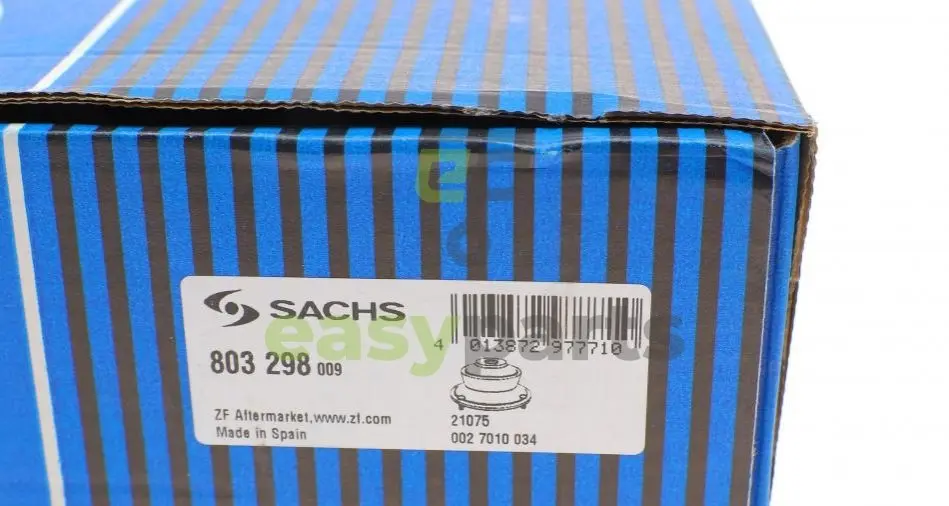 SACHS
easyparts
4 013872 977710
803 298 009
21075
ZF Aftermarket,www.zf.com
002 7010 034
Made in Spain